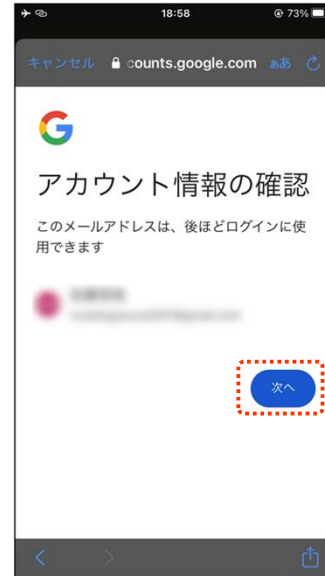 18:58
73%
キャンセル counts.google.com ああ
G
アカウント情報の確認
このメールアドレスは、後ほどログインに使
用できます
次へ